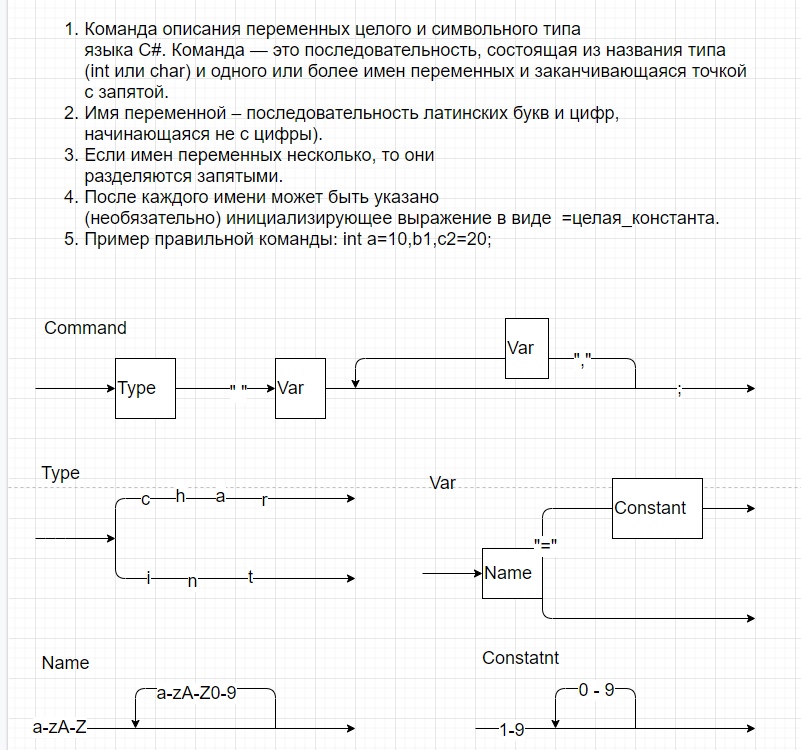 1. Команда описания переменных целого и символьного типа
языка C#. Команда — это последовательность, состоящая из названия типа
(int или char) и одного или более имен переменных и заканчивающаяся точкой
с запятой.
2. Имя переменной – последовательность латинских букв и цифр,
начинающаяся не с цифры).
3. Если имен переменных несколько, то они
разделяются запятыми.
4. После каждого имени может быть указано
(необязательно) инициализирующее выражение в виде =целая_константа.
5. Пример правильной команды: int a=10,b1,c2=20;
Command
Var
","
Type
" "
Var
;
Type
c h a r
i n t
Var
Constant
"="
Name
Name
a-zA-Z0-9
a-zA-Z
Constatnt
0 - 9
1-9